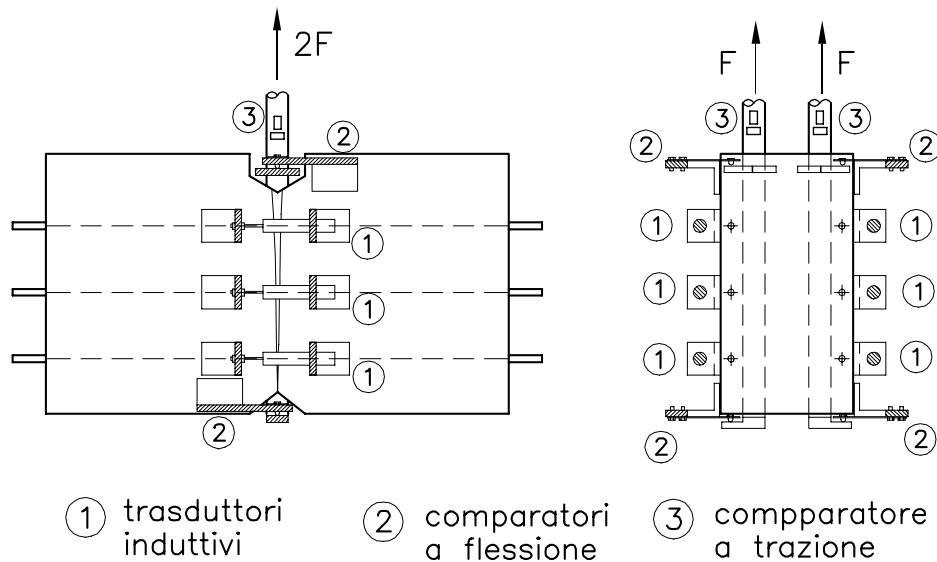 2F
F F
3
2
3 3
2 2
1 1 1
1 1
1 1
1 1
2
2 2
1 trasduttori
induttivi
2 comparatori
a flessione
3 compparatore
a trazione